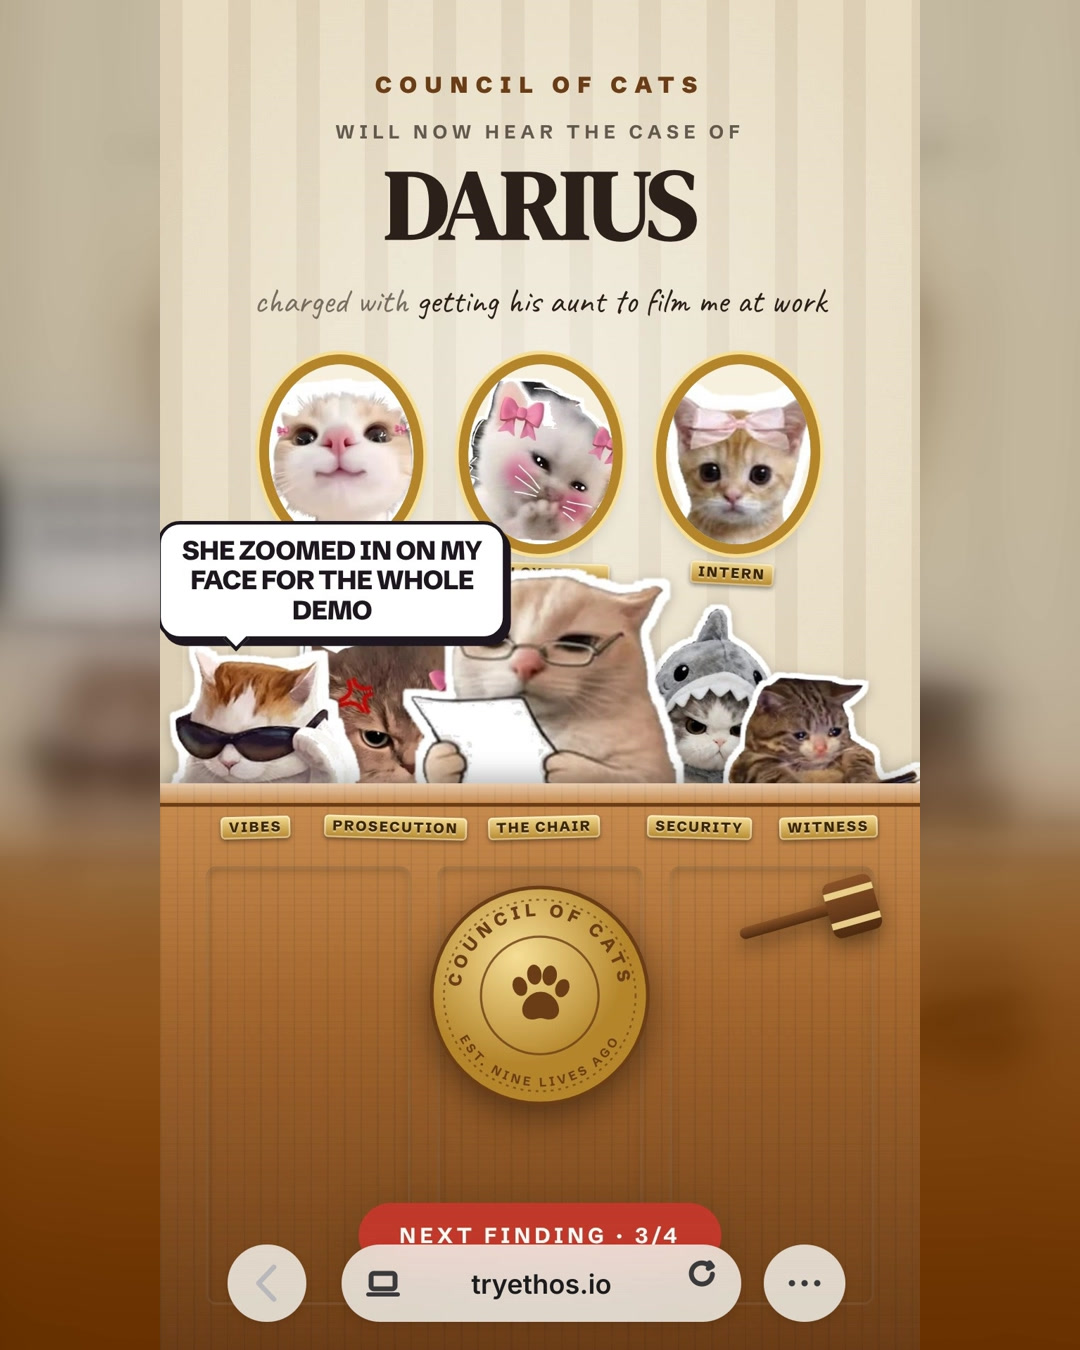 COUNCIL OF CATS
WILL NOW HEAR THE CASE OF
DARIUS
charged with getting his aunt to film me at work
INTERN
SHE ZOOMED IN ON MY
FACE FOR THE WHOLE
DEMO
VIBES
PROSECUTION
THE CHAIR
SECURITY
WITNESS
COUNCIL OF CATS
EST. NINE LIVES AGO
NEXT FINDING · 3/4
tryethos.io